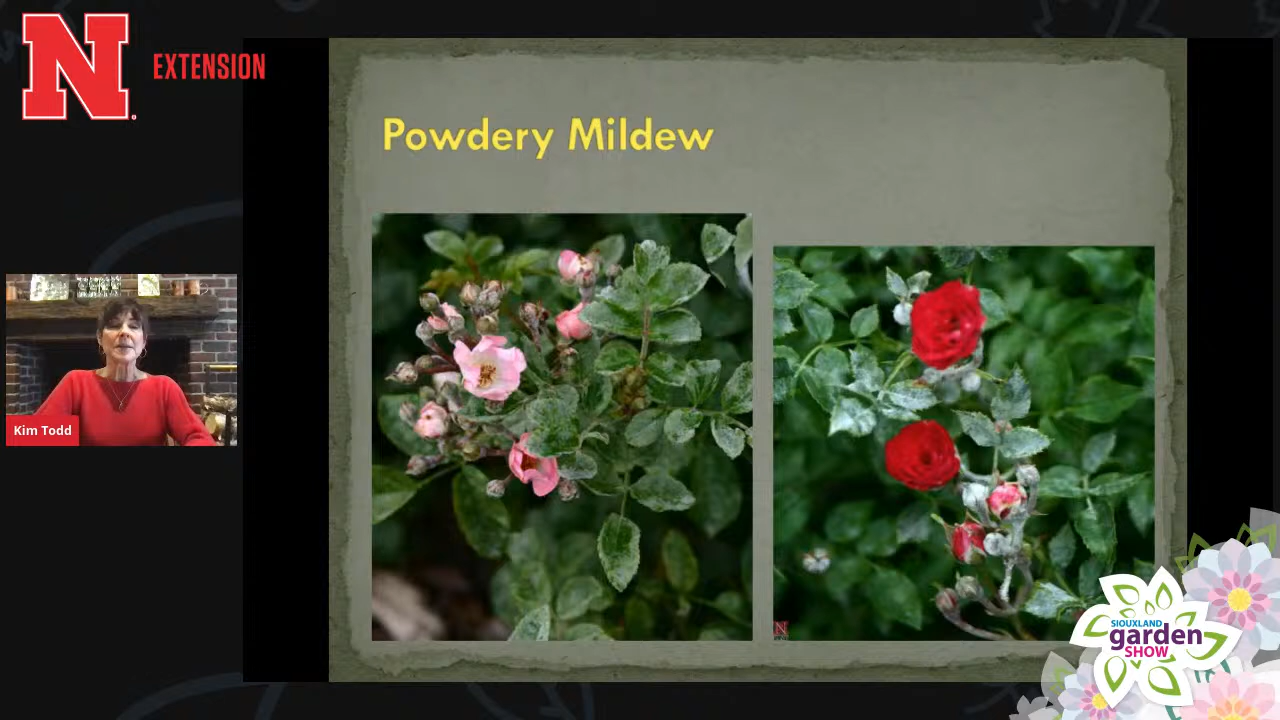 N
EXTENSION
Powdery Mildew
Kim Todd
SIOUXLAND
garden
SHOW